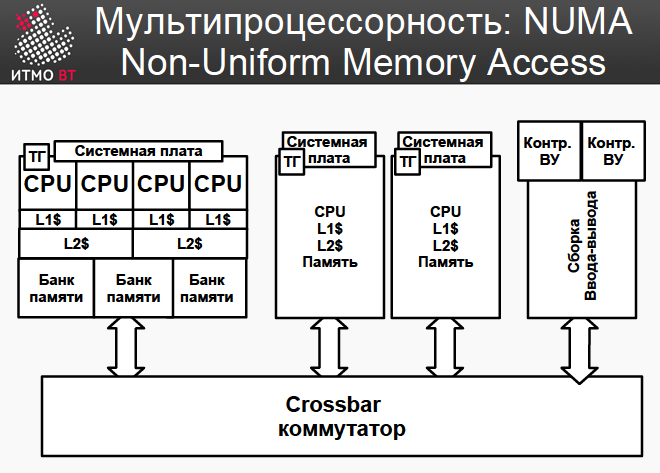 Мультипроцессорность: NUMA
Non-Uniform Memory Access
ИТМО ВТ
ТГ
Системная плата
CPU CPU CPU CPU
L1$ L1$ L1$ L1$
L2$ L2$
Банк памяти
Банк памяти
Банк памяти
Системная
ТГ плата
CPU
L1$
L2$
Память
Системная
ТГ плата
CPU
L1$
L2$
Память
Контр. ВУ
Контр. ВУ
Сборка
Ввода-вывода
Crossbar
коммутатор